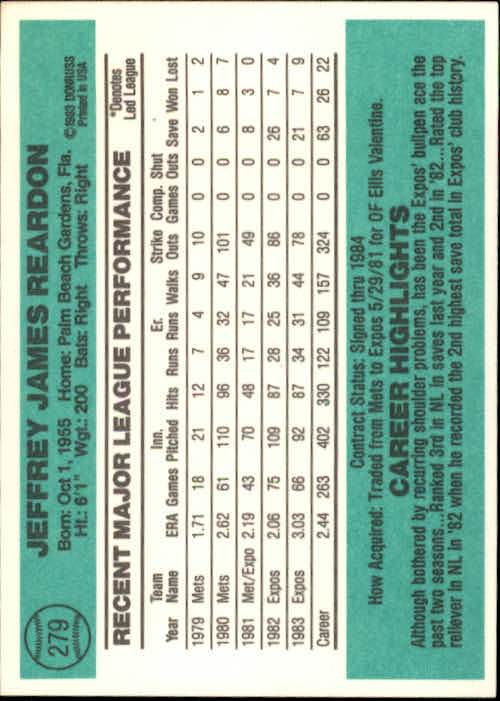 279
JEFFREY JAMES REARDON
Born: Oct 1, 1955 Home: Palm Beach Gardens, Fla.
Ht.: 6'1" Wgt.: 200 Bats: Right Throws: Right
©1983 DONRUSS
Printed in USA
RECENT MAJOR LEAGUE PERFORMANCE
*Denotes
Led League
Team Inn. Er. Strike Comp. Shut
Year Name ERA Games Pitched Hits Runs Runs Walks Outs Games Outs Save Won Lost
1979 Mets 1.71 18 21 12 7 4 9 10 0 0 2 1 2
1980 Mets 2.62 61 110 96 36 32 47 101 0 0 6 8 7
1981 Met/Expo 2.19 43 70 48 17 17 21 49 0 0 8 3 0
1982 Expos 2.06 75 109 87 28 25 36 86 0 0 26 7 4
1983 Expos 3.03 66 92 87 34 31 44 78 0 0 21 7 9
Career 2.44 263 402 330 122 109 157 324 0 0 63 26 22
Contract Status: Signed thru 1984
How Acquired: Traded from Mets to Expos 5/29/81 for OF Ellis Valentine.
CAREER HIGHLIGHTS
Although bothered by recurring shoulder problems, has been the Expos' bullpen ace the
past two seasons...Ranked 3rd in NL in saves last year and 2nd in '82....Rated the top
reliever in NL in '82 when he recorded the 2nd highest save total in Expos' club history.